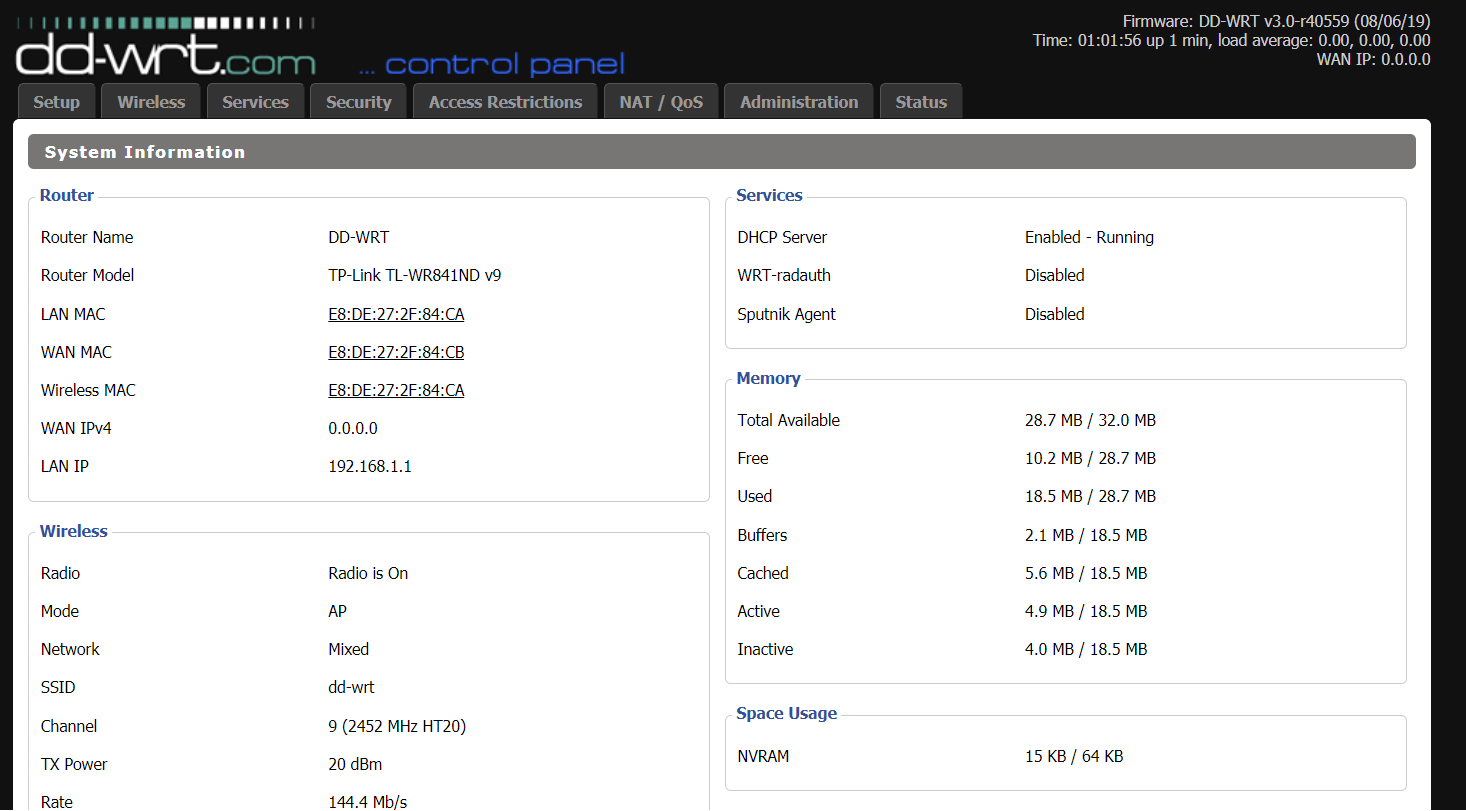 dd-wrt.com ... control panel
Firmware: DD-WRT v3.0-r40559 (08/06/19)
Time: 01:01:56 up 1 min, load average: 0.00, 0.00, 0.00
WAN IP: 0.0.0.0
Setup Wireless Services Security Access Restrictions NAT / QoS Administration Status
System Information
Router
Router Name DD-WRT
Router Model TP-Link TL-WR841ND v9
LAN MAC E8:DE:27:2F:84:CA
WAN MAC E8:DE:27:2F:84:CB
Wireless MAC E8:DE:27:2F:84:CA
WAN IPv4 0.0.0.0
LAN IP 192.168.1.1
Wireless
Radio Radio is On
Mode AP
Network Mixed
SSID dd-wrt
Channel 9 (2452 MHz HT20)
TX Power 20 dBm
Rate 144.4 Mb/s
Services
DHCP Server Enabled - Running
WRT-radauth Disabled
Sputnik Agent Disabled
Memory
Total Available 28.7 MB / 32.0 MB
Free 10.2 MB / 28.7 MB
Used 18.5 MB / 28.7 MB
Buffers 2.1 MB / 18.5 MB
Cached 5.6 MB / 18.5 MB
Active 4.9 MB / 18.5 MB
Inactive 4.0 MB / 18.5 MB
Space Usage
NVRAM 15 KB / 64 KB